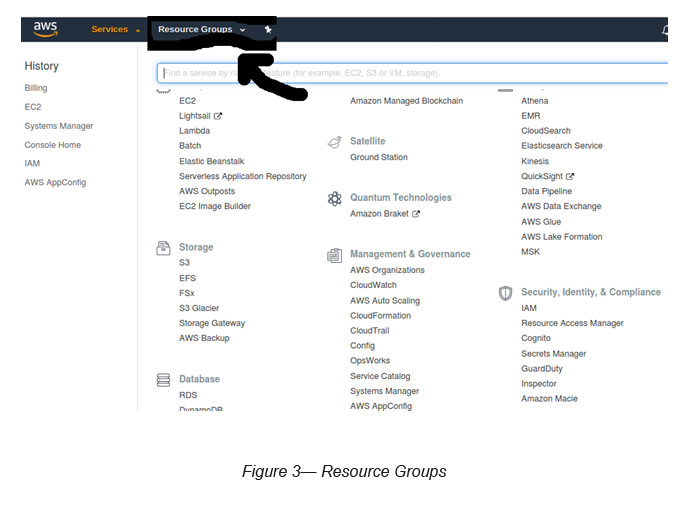 aws Services Resource Groups
History
Billing
EC2
Systems Manager
Console Home
IAM
AWS AppConfig
Find a service by n feature (for example, EC2, S3 or VM, storage).
EC2
Lightsail
Lambda
Batch
Elastic Beanstalk
Serverless Application Repository
AWS Outposts
EC2 Image Builder
Storage
S3
EFS
FSx
S3 Glacier
Storage Gateway
AWS Backup
Database
RDS
DynamoDB
Amazon Managed Blockchain
Satellite
Ground Station
Quantum Technologies
Amazon Braket
Management & Governance
AWS Organizations
CloudWatch
AWS Auto Scaling
CloudFormation
CloudTrail
Config
OpsWorks
Service Catalog
Systems Manager
AWS AppConfig
Athena
EMR
CloudSearch
Elasticsearch Service
Kinesis
QuickSight
Data Pipeline
AWS Data Exchange
AWS Glue
AWS Lake Formation
MSK
Security, Identity, & Compliance
IAM
Resource Access Manager
Cognito
Secrets Manager
GuardDuty
Inspector
Amazon Macie
Figure 3— Resource Groups